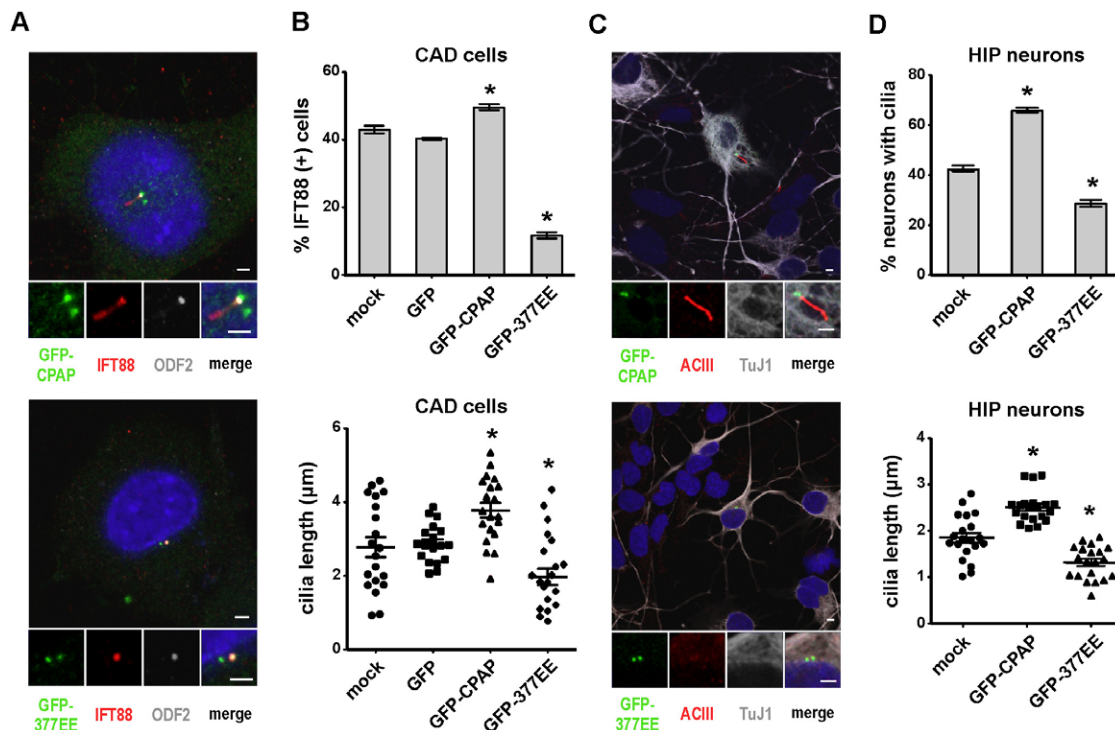 A
GFP-
CPAP
IFT88
ODF2
merge
GFP-
377EE
IFT88
ODF2
merge
B
CAD cells
% IFT88 (+) cells
60
40
20
0
mock
GFP
GFP-CPAP
GFP-377EE
*
*
CAD cells
cilia length (µm)
6
4
2
0
mock
GFP
GFP-CPAP
GFP-377EE
*
*
C
GFP-
CPAP
ACIII
TuJ1
merge
GFP-
377EE
ACIII
TuJ1
merge
D
HIP neurons
% neurons with cilia
80
60
40
20
0
mock
GFP-CPAP
GFP-377EE
*
*
HIP neurons
cilia length (µm)
4
3
2
1
0
mock
GFP-CPAP
GFP-377EE
*
*